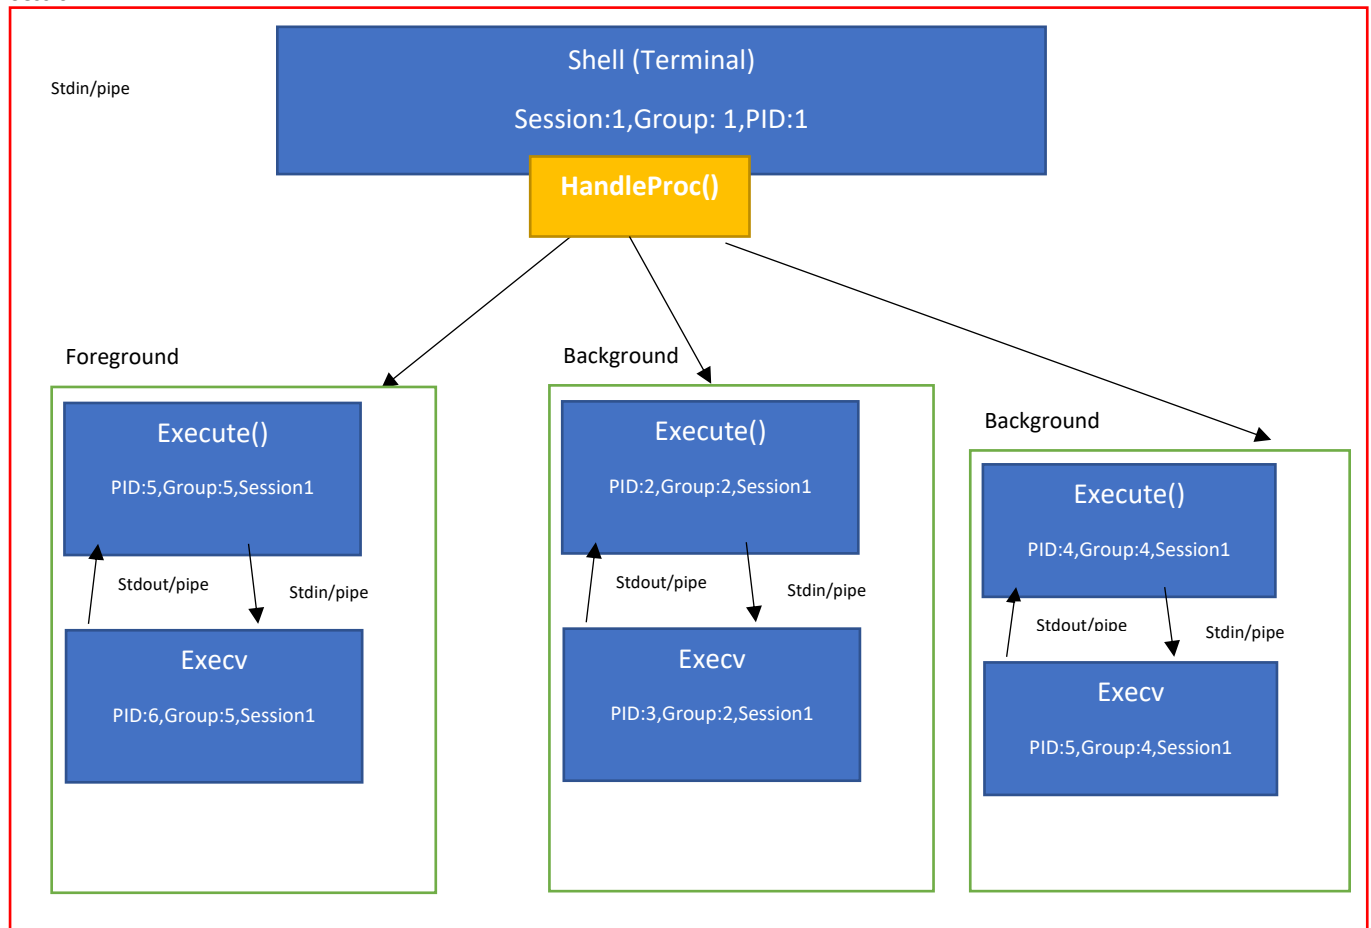 Shell (Terminal)
Stdin/pipe
Session:1,Group: 1,PID:1
HandleProc()
Foreground
Execute()
PID:5,Group:5,Session1
Stdout/pipe
Stdin/pipe
Execv
PID:6,Group:5,Session1
Background
Execute()
PID:2,Group:2,Session1
Stdout/pipe
Stdin/pipe
Execv
PID:3,Group:2,Session1
Background
Execute()
PID:4,Group:4,Session1
Stdout/pipe
Stdin/pipe
Execv
PID:5,Group:4,Session1